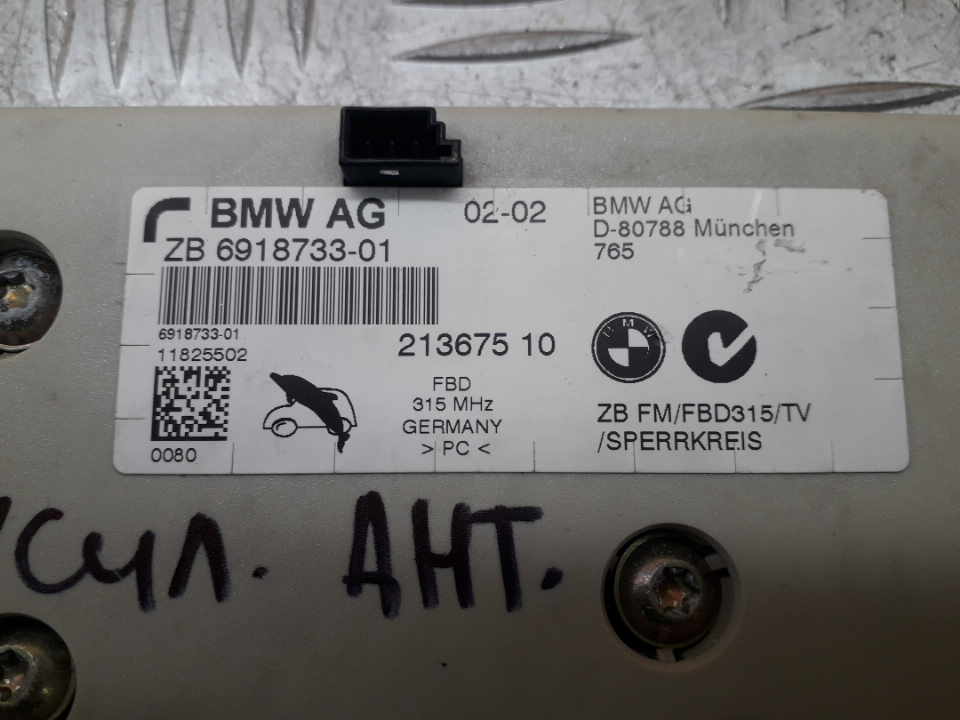 BMW AG
02-02
BMW AG
D-80788 München
765
ZB 6918733-01
6918733-01
11825502
213675 10
BMW
FBD
315 MHz
GERMANY
> PC <
ZB FM/FBD315/TV
/SPERRKREIS
0080
АНТ.